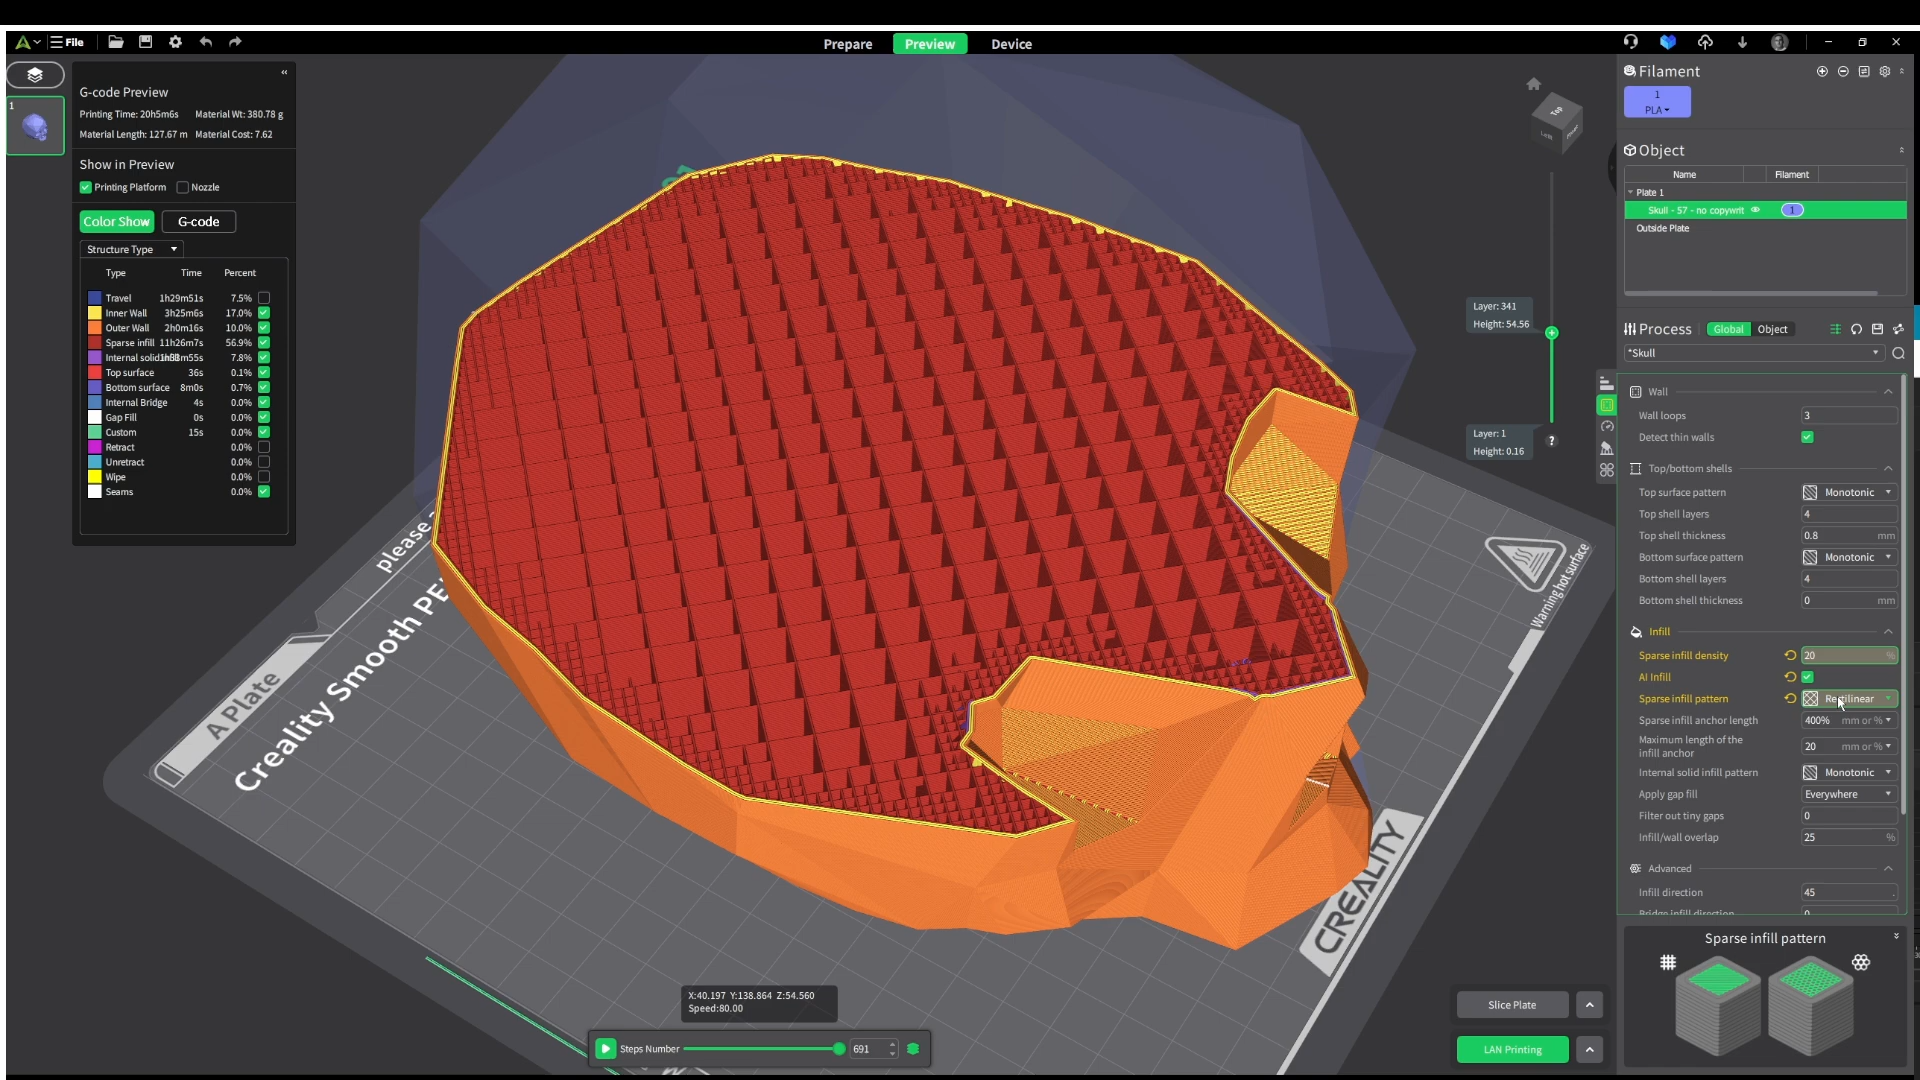 File
Prepare
Preview
Device
1
G-code Preview
Printing Time: 20h5m6s Material Wt: 380.78 g
Material Length: 127.67 m Material Cost: 7.62
Show in Preview
Printing Platform Nozzle
Color Show G-code
Structure Type
Type Time Percent
Travel 1h29m51s 7.5%
Inner Wall 3h25m6s 17.0%
Outer Wall 2h0m16s 10.0%
Sparse infill 11h26m7s 56.9%
Internal solid 7.8%
Top surface 36s 0.1%
Bottom surface 8m0s 0.7%
Internal Bridge 4s 0.0%
Gap Fill 0s 0.0%
Custom 15s 0.0%
Retract 0.0%
Unretract 0.0%
Wipe 0.0%
Seams 0.0%
please
A Plate
Creality Smooth PE
Warning hot surface
CREALITY
Top
Left
Layer: 341
Height: 54.56
Layer: 1
Height: 0.16
?
X:40.197 Y:138.864 Z:54.560
Speed:80.00
Steps Number 691
Slice Plate
LAN Printing
Filament
1
PLA
Object
Name Filament
Plate 1
Skull - 57 - no copywrit 1
Outside Plate
Process Global Object
*Skull
Wall
Wall loops 3
Detect thin walls
Top/bottom shells
Top surface pattern Monotonic
Top shell layers 4
Top shell thickness 0.8 mm
Bottom surface pattern Monotonic
Bottom shell layers 4
Bottom shell thickness 0 mm
Infill
Sparse infill density 20 %
AI Infill
Sparse infill pattern Rectilinear
Sparse infill anchor length 400% mm or %
Maximum length of the
infill anchor 20 mm or %
Internal solid infill pattern Monotonic
Apply gap fill Everywhere
Filter out tiny gaps 0
Infill/wall overlap 25 %
Advanced
Infill direction 45
Bridge infill direction 0
Sparse infill pattern